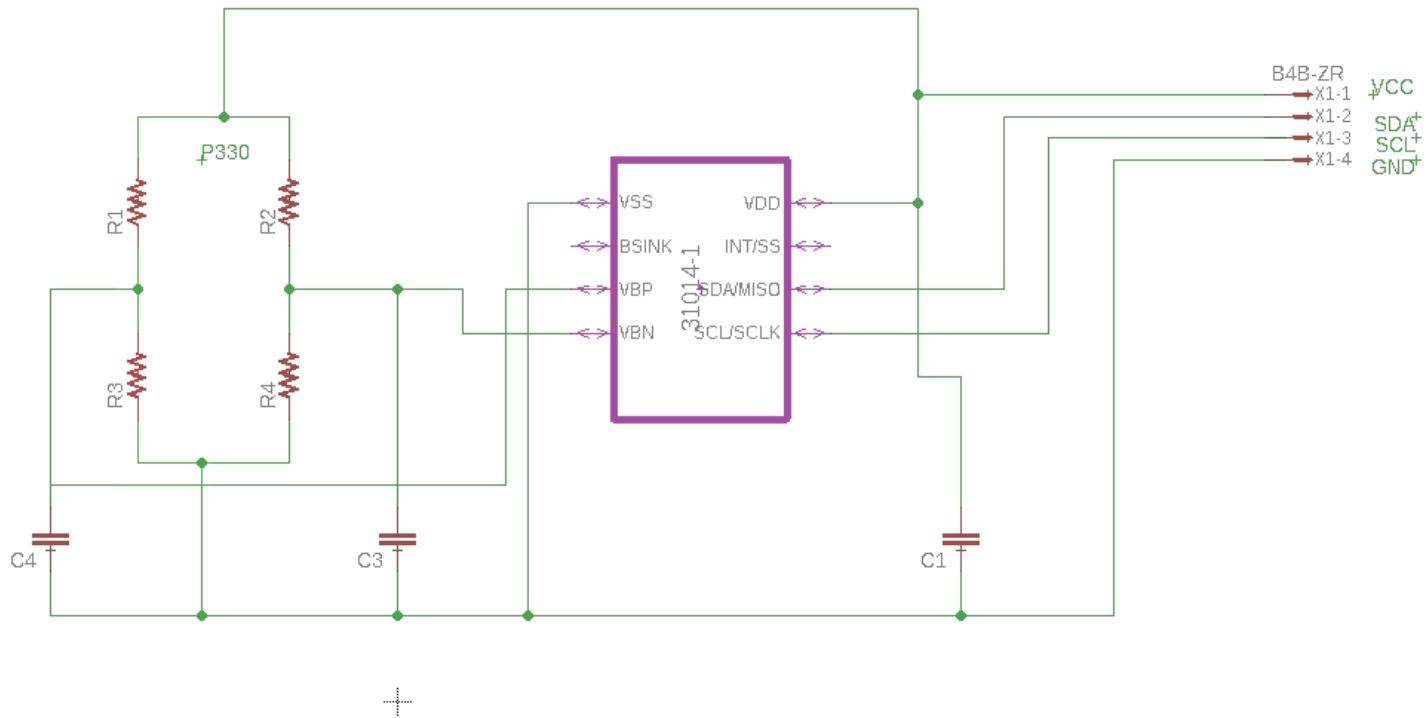 B4B-ZR
X1-1 VCC
X1-2 SDA
X1-3 SCL
X1-4 GND
P330
R1
R2
R3
R4
VSS
BSINK
VBP
VBN
31014-1
VDD
INT/SS
SDA/MISO
SCL/SCLK
C4
C3
C1